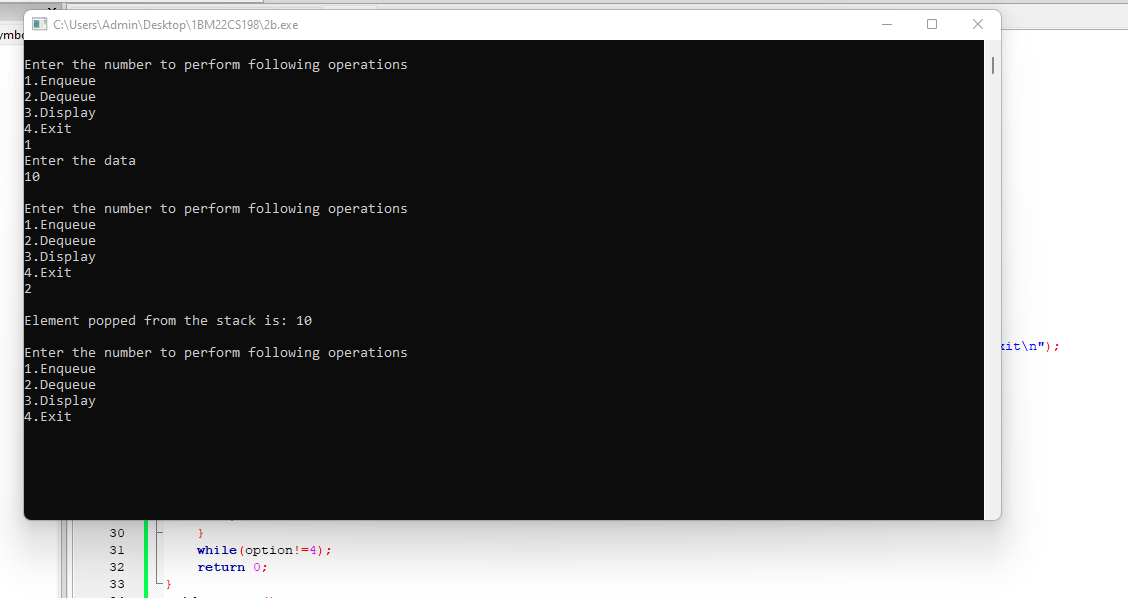 C:\Users\Admin\Desktop\1BM22CS198\2b.exe
Enter the number to perform following operations
1.Enqueue
2.Dequeue
3.Display
4.Exit
1
Enter the data
10
Enter the number to perform following operations
1.Enqueue
2.Dequeue
3.Display
4.Exit
2
Element popped from the stack is: 10
Enter the number to perform following operations
1.Enqueue
2.Dequeue
3.Display
4.Exit
xit\n");
30 }
31 while(option!=4);
32 return 0;
33 }